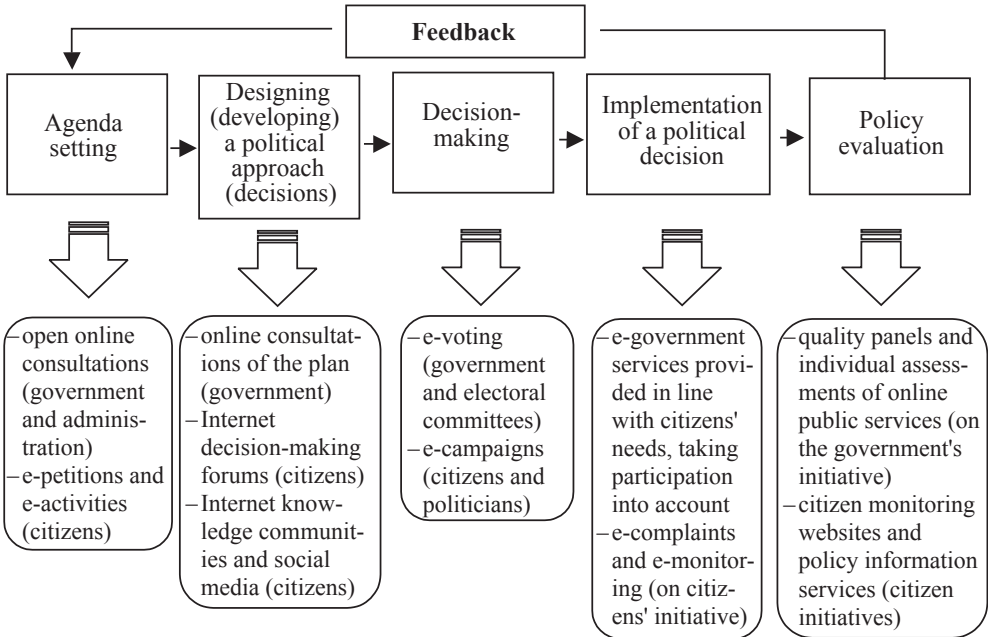 Feedback
Agenda
setting
Designing
(developing)
a political
approach
(decisions)
Decision-
making
Implementation
of a political
decision
Policy
evaluation
– open online
consultations
(government
and adminis-
tration)
– e-petitions and
e-activities
(citizens)
– online consultat-
ions of the plan
(government)
– Internet
decision-making
forums (citizens)
– Internet know-
ledge communit-
ies and social
media (citizens)
– e-voting
(government
and electoral
committees)
– e-campaigns
(citizens and
politicians)
– e-government
services provi-
ded in line
with citizens' 
needs, taking
participation
into account
– e-complaints
and e-monitor-
ing (on citiz-
ens' initiative)
– quality panels and
individual assess-
ments of online
public services (on
the government's
initiative)
– citizen monitoring
websites and
policy information
services (citizen
initiatives)